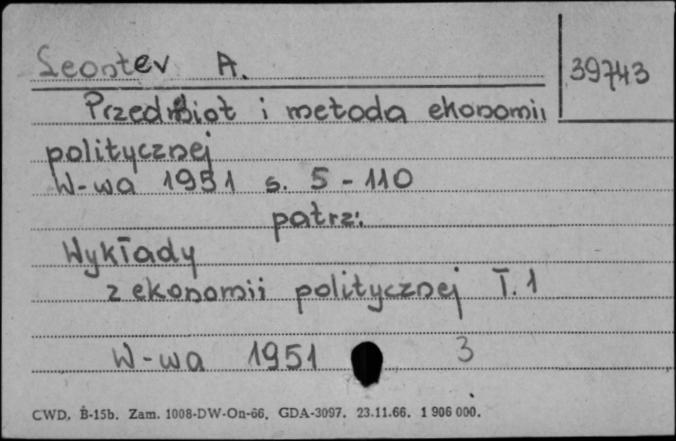 Leontev A.
39743
Przedmiot i metoda ekonomii
politycznej
W-wa 1951 s. 5-110
patrz:
Wykłady
z ekonomii politycznej T. 1
W-wa 1951 3
CWD. B-15b. Zam. 1008-DW-On-66. GDA-3097. 23.11.66. 1 906 000.